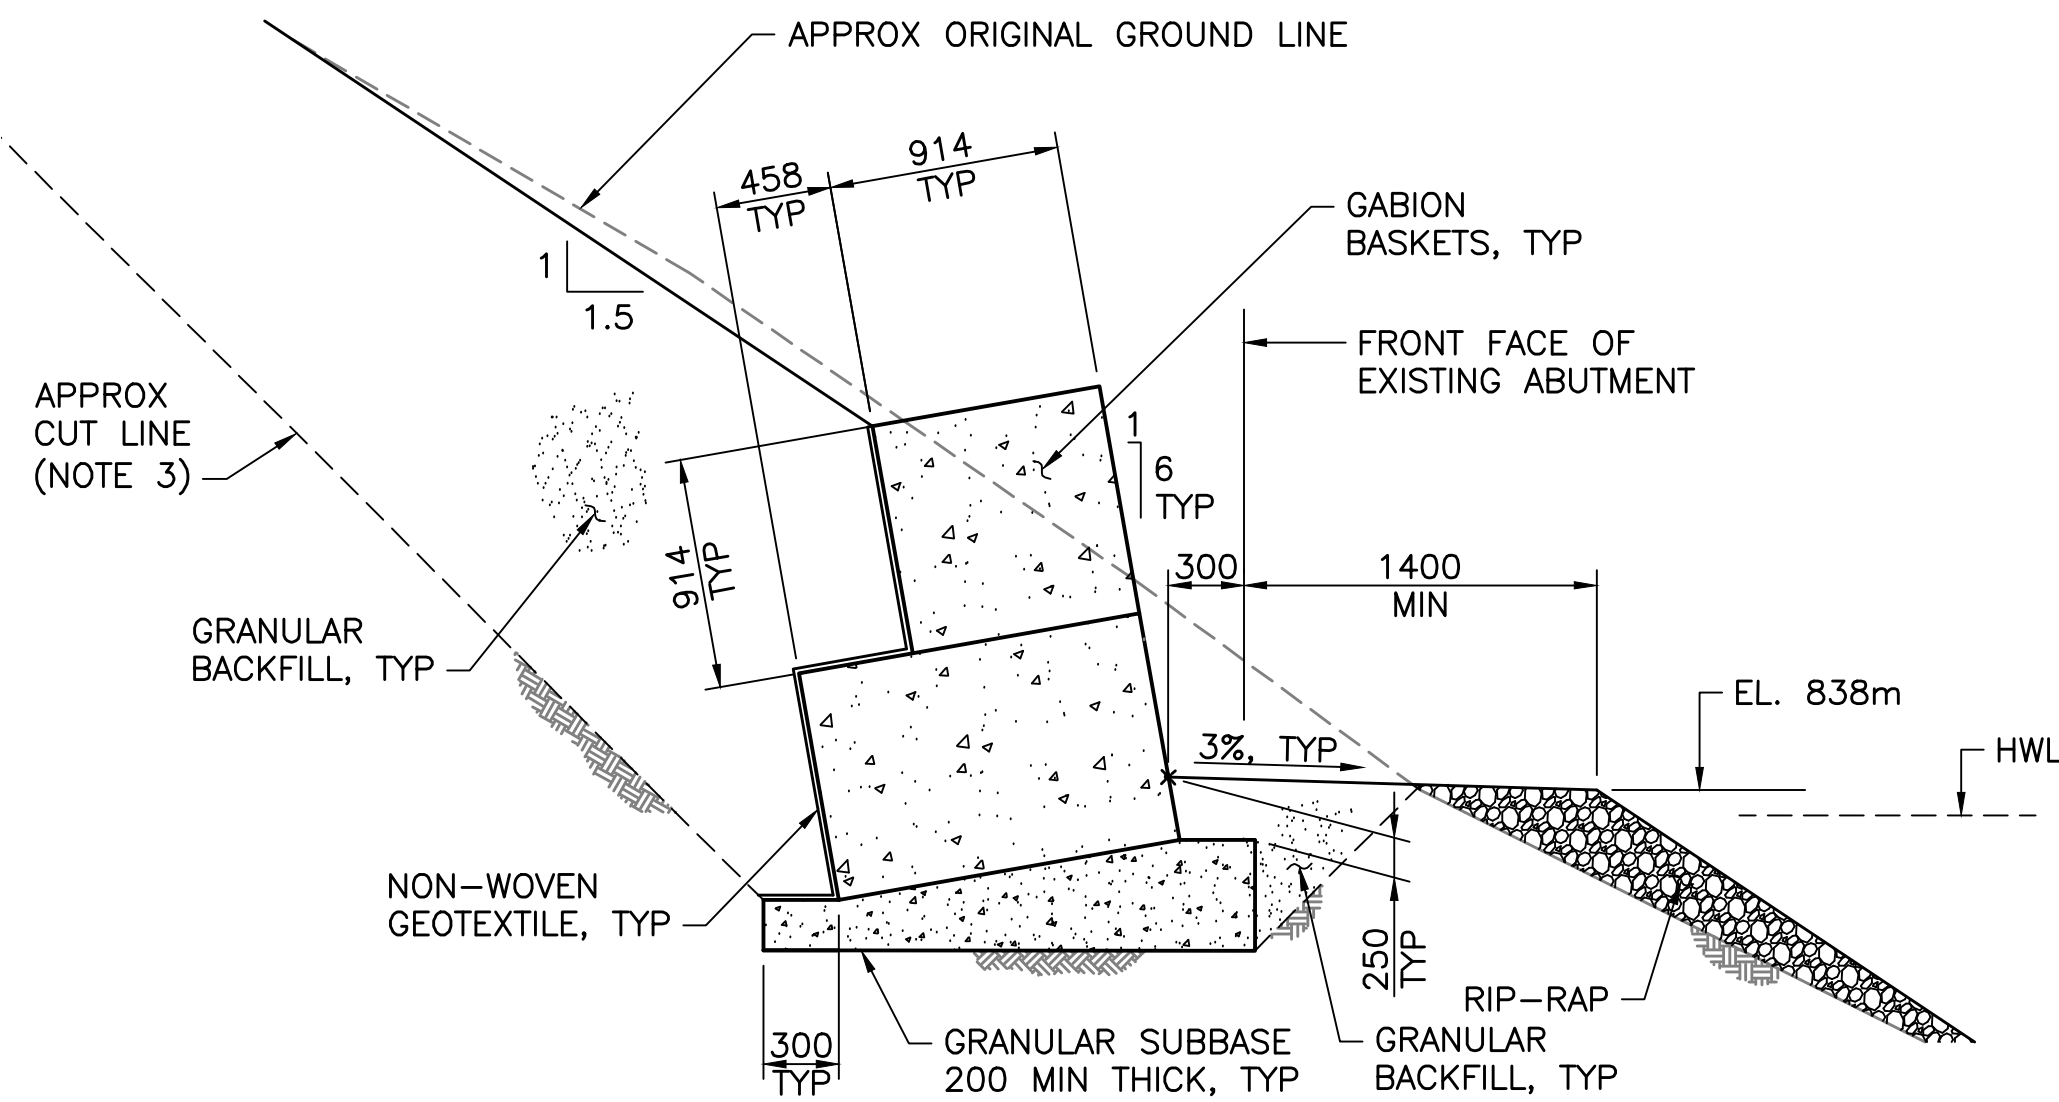 APPROX ORIGINAL GROUND LINE
914
TYP
458
TYP
GABION
BASKETS, TYP
1
1.5
FRONT FACE OF
EXISTING ABUTMENT
APPROX
CUT LINE
(NOTE 3)
1
6
TYP
914
TYP
300
1400
MIN
GRANULAR
BACKFILL, TYP
EL. 838m
3%, TYP
HWL
NON-WOVEN
GEOTEXTILE, TYP
250
TYP
RIP-RAP
300
TYP
GRANULAR SUBBASE
200 MIN THICK, TYP
GRANULAR
BACKFILL, TYP